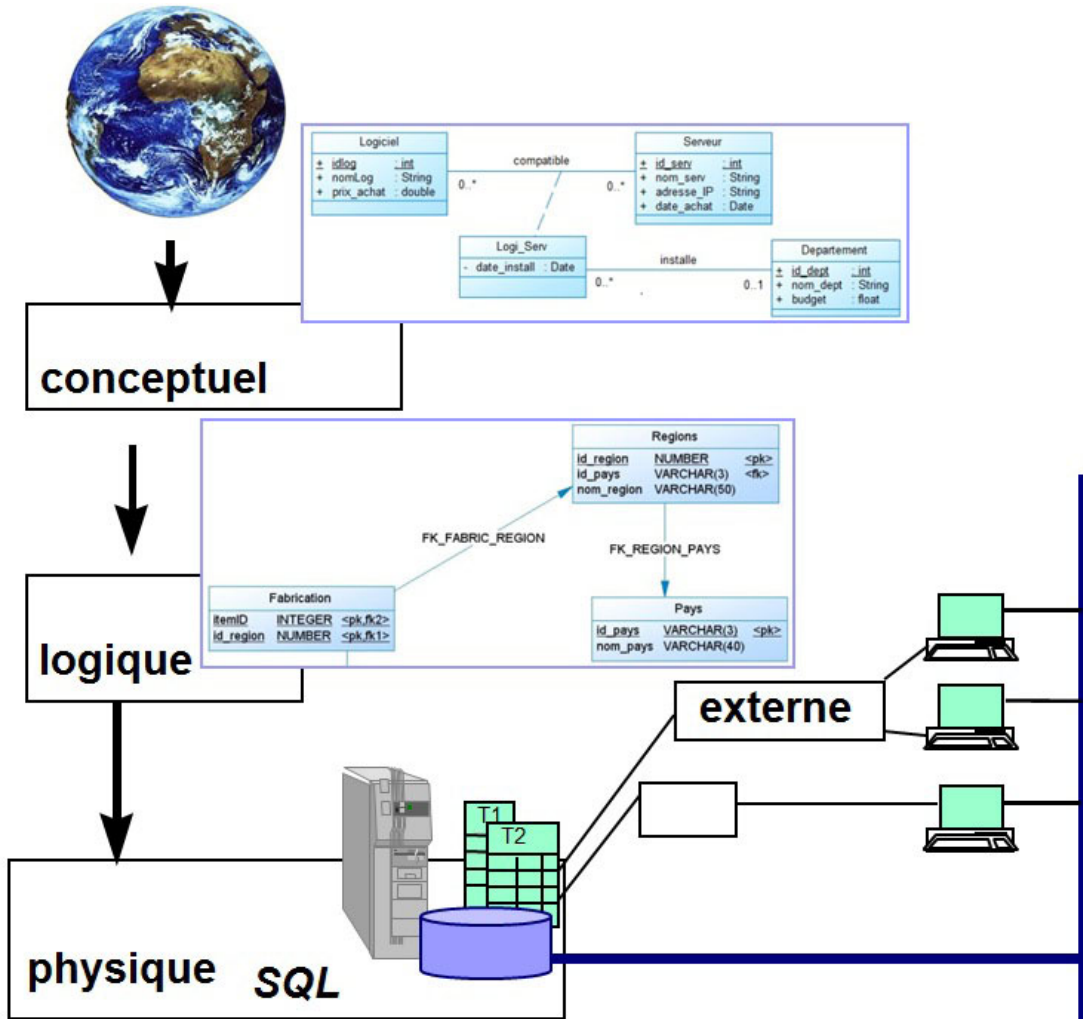 Logiciel
+ idlog : int
+ nomLog : String
+ prix_achat : double
compatible
0..*
0..*
Serveur
+ id_serv : int
+ nom_serv : String
+ adresse_IP : String
+ date_achat : Date
Logi_Serv
- date_install : Date
installe
0..*
0..1
Departement
+ id_dept : int
+ nom_dept : String
+ budget : float
conceptuel
Regions
id_region NUMBER <pk>
id_pays VARCHAR(3) <fk>
nom_region VARCHAR(50)
FK_FABRIC_REGION
FK_REGION_PAYS
Fabrication
itemID INTEGER <pk,fk2>
id_region NUMBER <pk,fk1>
Pays
id_pays VARCHAR(3) <pk>
nom_pays VARCHAR(40)
logique
externe
T1
T2
physique
SQL